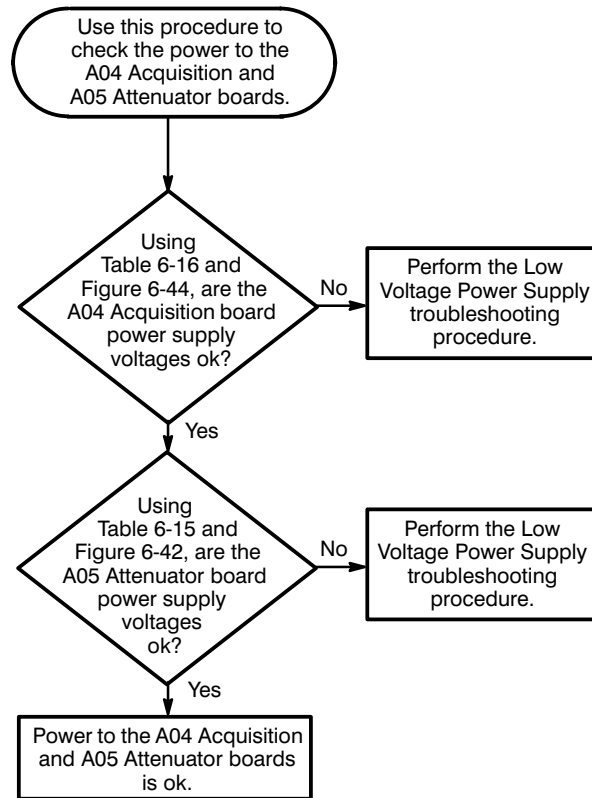 Use this procedure to
check the power to the
A04 Acquisition and
A05 Attenuator boards.
Using
Table 6-16 and
Figure 6-44, are the
A04 Acquisition board
power supply
voltages ok?
No
Perform the Low
Voltage Power Supply
troubleshooting
procedure.
Yes
Using
Table 6-15 and
Figure 6-42, are the
A05 Attenuator board
power supply
voltages
ok?
No
Perform the Low
Voltage Power Supply
troubleshooting
procedure.
Yes
Power to the A04 Acquisition
and A05 Attenuator boards
is ok.